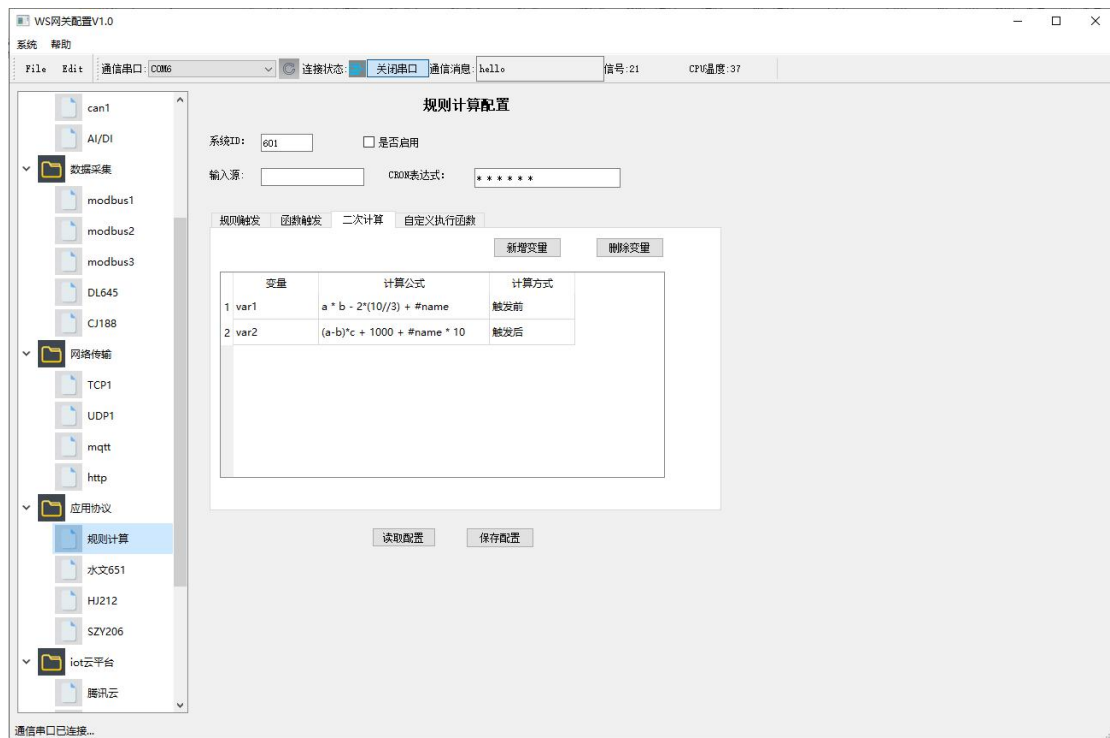 WS网关配置V1.0
系统 帮助
File Edit 通信串口: COM6 连接状态: 关闭串口 通信消息: hello 信号:21 CPU温度:37
can1
AI/DI
数据采集
modbus1
modbus2
modbus3
DL645
CJ188
网络传输
TCP1
UDP1
mqtt
http
应用协议
规则计算
水文651
HJ212
SZY206
iot云平台
腾讯云
规则计算配置
系统ID: 601 是否启用
输入源: CRON表达式: * * * * * *
规则触发 函数触发 二次计算 自定义执行函数
新增变量 删除变量
变量 计算公式 计算方式
1 var1 a * b - 2*(10//3) + #name 触发前
2 var2 (a-b)*c + 1000 + #name * 10 触发后
读取配置 保存配置
通信串口已连接...